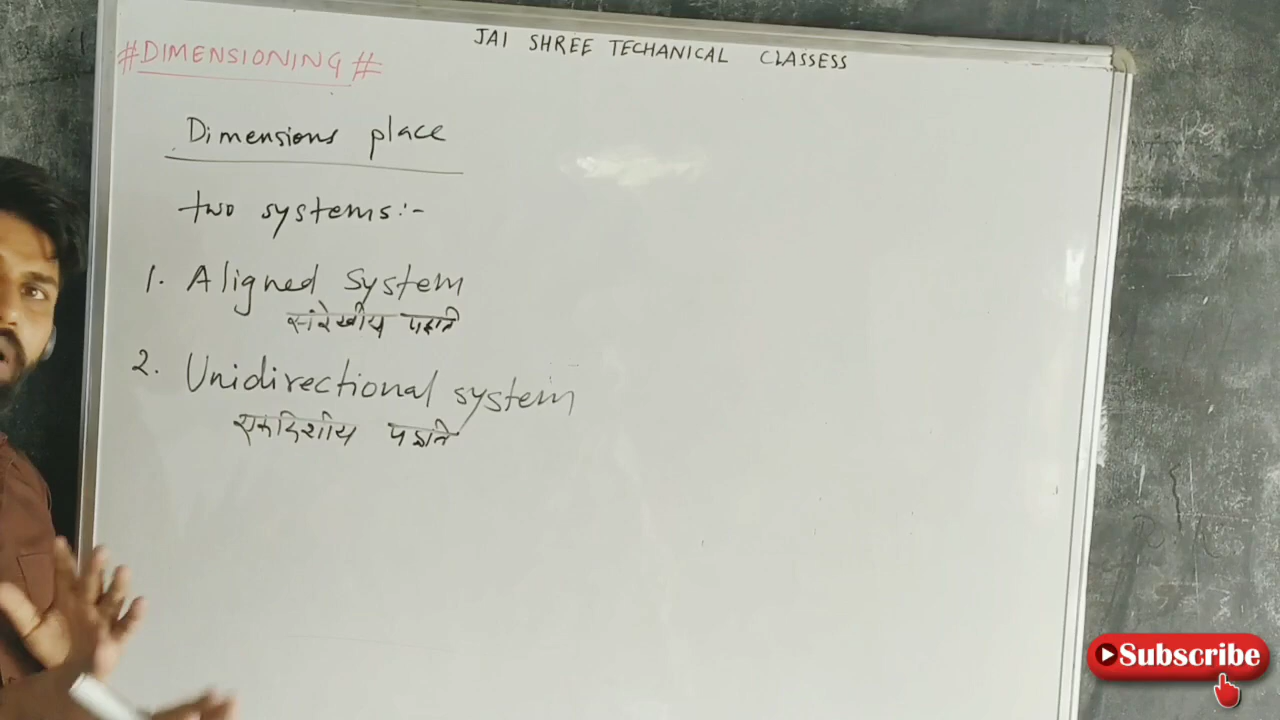 JAI SHREE TECHANICAL CLASSESS
#DIMENSIONING#
Dimensions place
two systems:-
1. Aligned System
सांरेखीय पद्धति
2. Unidirectional system
एकदिशीय पद्धति
Subscribe